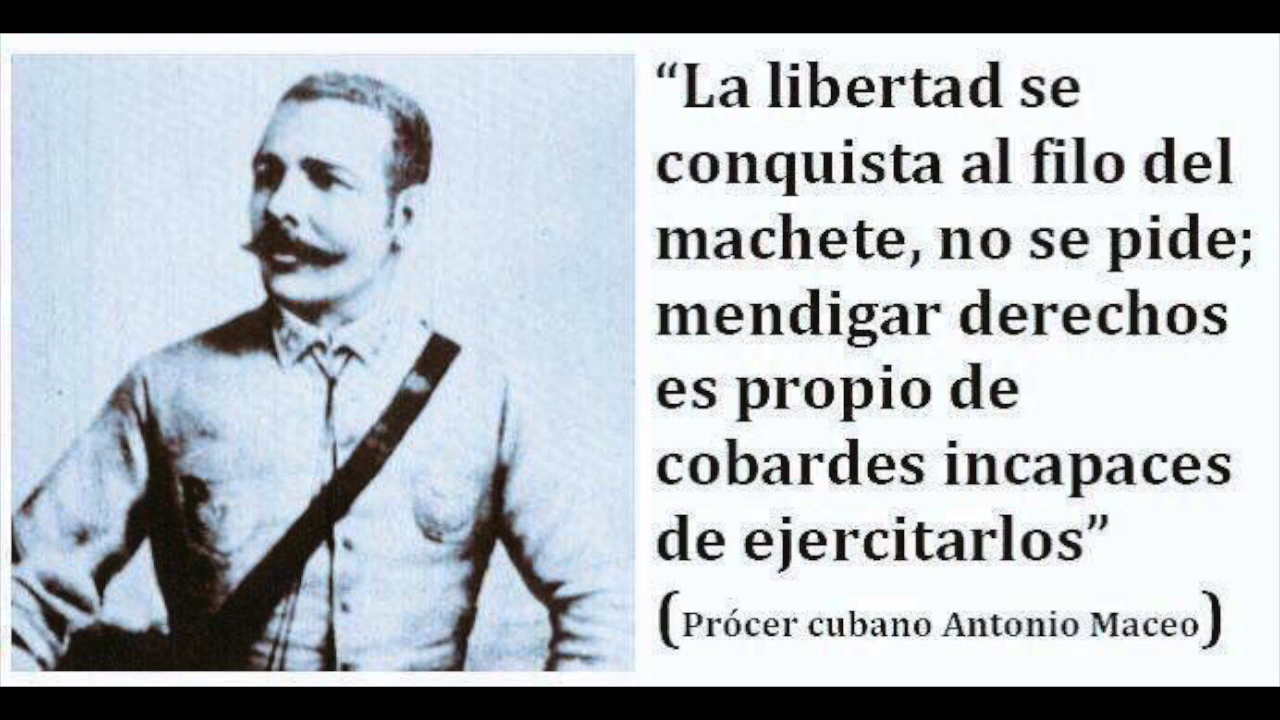 “La libertad se
conquista al filo del
machete, no se pide;
mendigar derechos
es propio de
cobardes incapaces
de ejercitarlos”
(Prócer cubano Antonio Maceo)